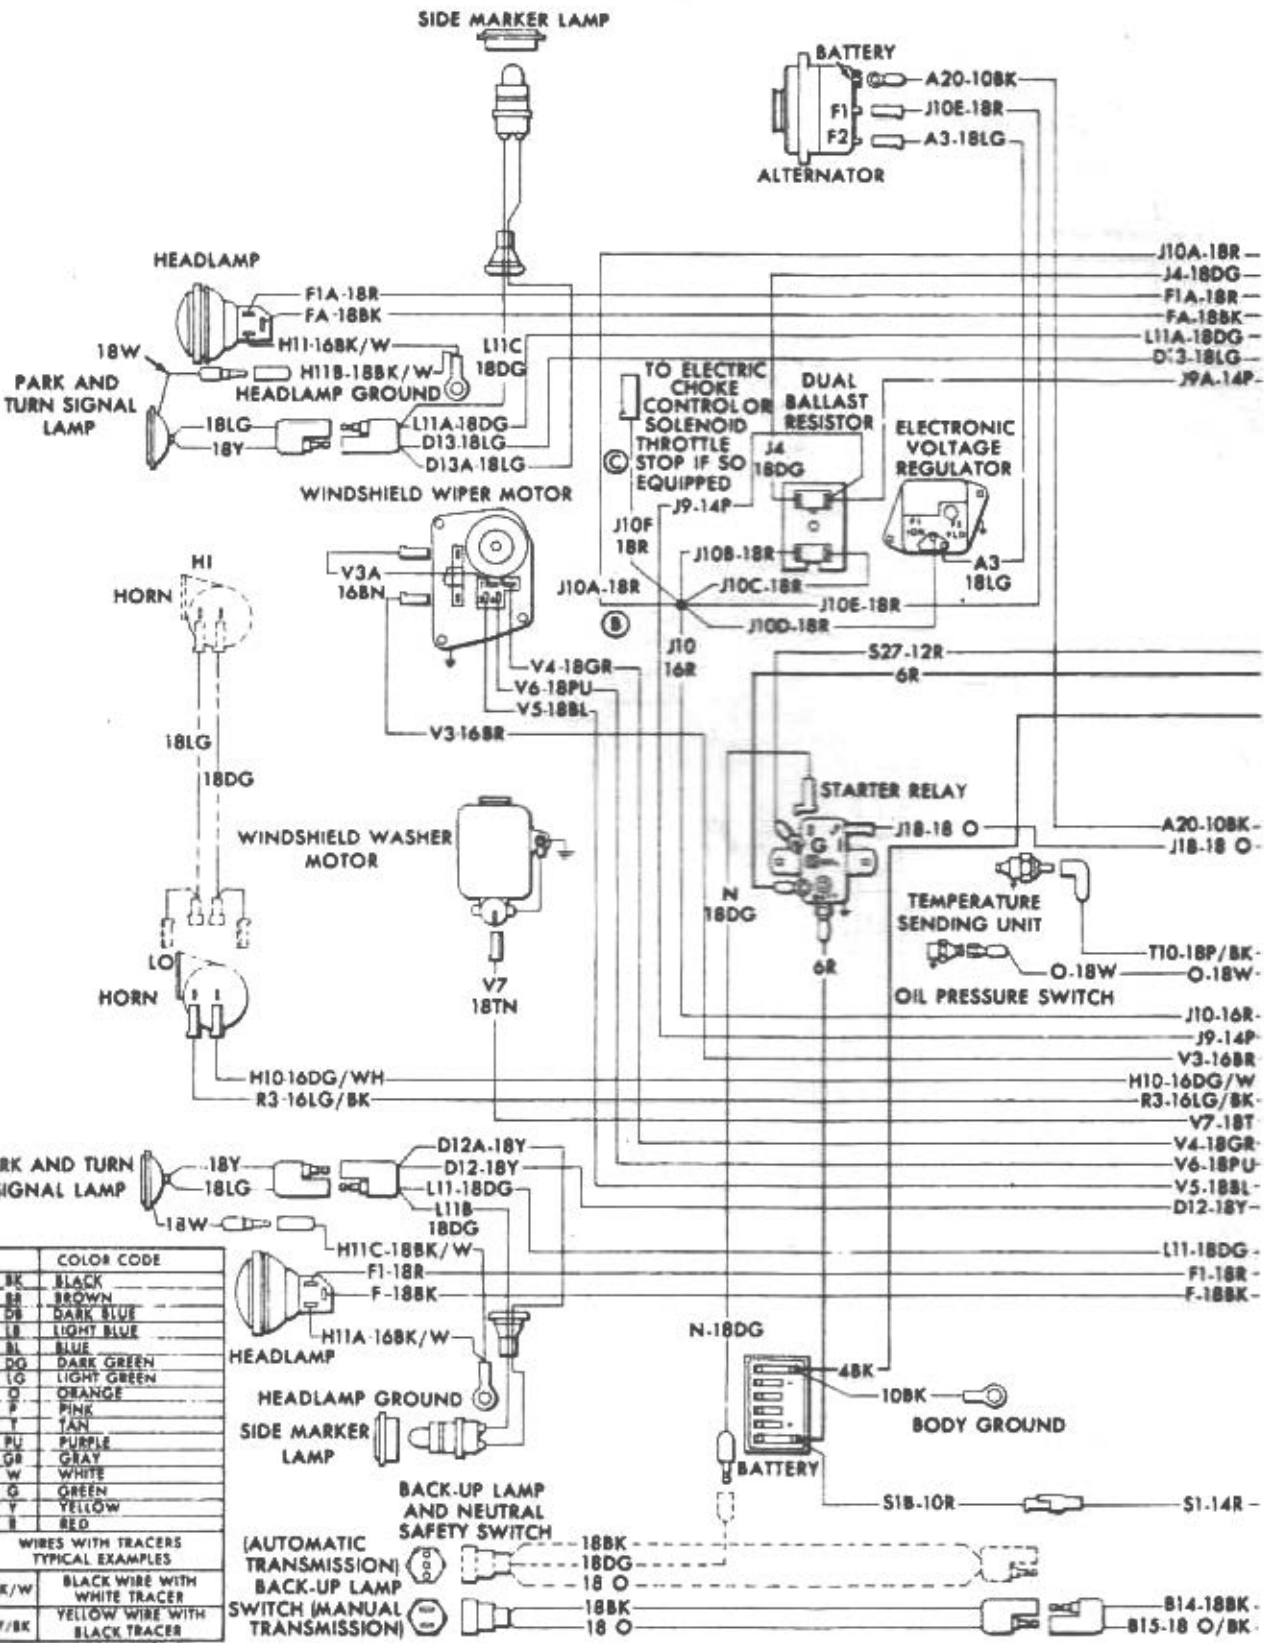 SIDE MARKER LAMP
BATTERY
A20-10BK
F1
J10E-18R
F2
A3-18LG
ALTERNATOR
HEADLAMP
J10A-18R
J4-18DG
F1A-18R
F1A-18R
FA-18BK
FA-18BK
18W
H11-16BK/W
L11C
18DG
L11A-18DG
D13-18LG
J9A-14P
H11B-18BK/W
HEADLAMP GROUND
PARK AND
TURN SIGNAL
LAMP
18LG
18Y
L11A-18DG
D13-18LG
D13A-18LG
TO ELECTRIC
CHOKE
CONTROL OR
SOLENOID
THROTTLE
STOP IF SO
EQUIPPED
C
DUAL
BALLAST
RESISTOR
J4
18DG
ELECTRONIC
VOLTAGE
REGULATOR
WINDSHIELD WIPER MOTOR
J9-14P
J10F
18R
A3
18LG
J10B-18R
J10C-18R
J10A-18R
J10E-18R
J10D-18R
B
HI
HORN
V3A
16BN
J10
16R
V4-18GR
V6-18PU
V5-18BL
V3-16BR
S27-12R
6R
18LG
18DG
STARTER RELAY
WINDSHIELD WASHER
MOTOR
G
J18-18 O
A20-10BK
J18-18 O
N
18DG
TEMPERATURE
SENDING UNIT
T10-18P/BK
6R
O-18W
O-18W
OIL PRESSURE SWITCH
LO
HORN
V7
18TN
J10-16R
J9-14P
V3-16BR
H10-16DG/WH
H10-16DG/W
R3-16LG/BK
R3-16LG/BK
V7-18T
V4-18GR
V6-18PU
V5-18BL
D12-18Y
RK AND TURN
IGNAL LAMP
18Y
18LG
D12A-18Y
D12-18Y
L11-18DG
L11B
18DG
18W
H11C-18BK/W
L11-18DG
F1-18R
F1-18R
F-18BK
F-18BK
H11A-16BK/W
HEADLAMP
HEADLAMP GROUND
SIDE MARKER
LAMP
N-18DG
4BK
10BK
BODY GROUND
BATTERY
S1B-10R
S1-14R
COLOR CODE
BK BLACK
BR BROWN
DB DARK BLUE
LB LIGHT BLUE
BL BLUE
DG DARK GREEN
LG LIGHT GREEN
O ORANGE
P PINK
T TAN
PU PURPLE
GR GRAY
W WHITE
G GREEN
Y YELLOW
R RED
WIRES WITH TRACERS
TYPICAL EXAMPLES
K/W BLACK WIRE WITH
WHITE TRACER
Y/BK YELLOW WIRE WITH
BLACK TRACER
BACK-UP LAMP
AND NEUTRAL
SAFETY SWITCH
(AUTOMATIC
TRANSMISSION)
18BK
18DG
18 O
BACK-UP LAMP
SWITCH (MANUAL
TRANSMISSION)
18BK
18 O
B14-18BK
B15-18 O/BK